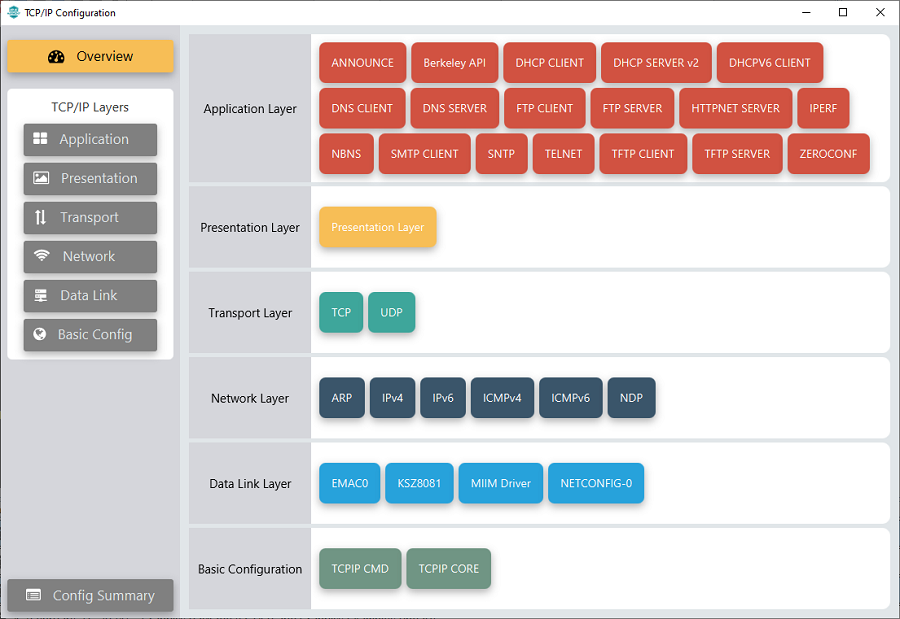 TCP/IP Configuration
Overview
TCP/IP Layers
Application
Presentation
Transport
Network
Data Link
Basic Config
Config Summary
Application Layer
ANNOUNCE Berkeley API DHCP CLIENT DHCP SERVER v2 DHCPV6 CLIENT
DNS CLIENT DNS SERVER FTP CLIENT FTP SERVER HTTPNET SERVER IPERF
NBNS SMTP CLIENT SNTP TELNET TFTP CLIENT TFTP SERVER ZEROCONF
Presentation Layer
Presentation Layer
Transport Layer
TCP UDP
Network Layer
ARP IPv4 IPv6 ICMPv4 ICMPv6 NDP
Data Link Layer
EMAC0 KSZ8081 MIIM Driver NETCONFIG-0
Basic Configuration
TCPIP CMD TCPIP CORE